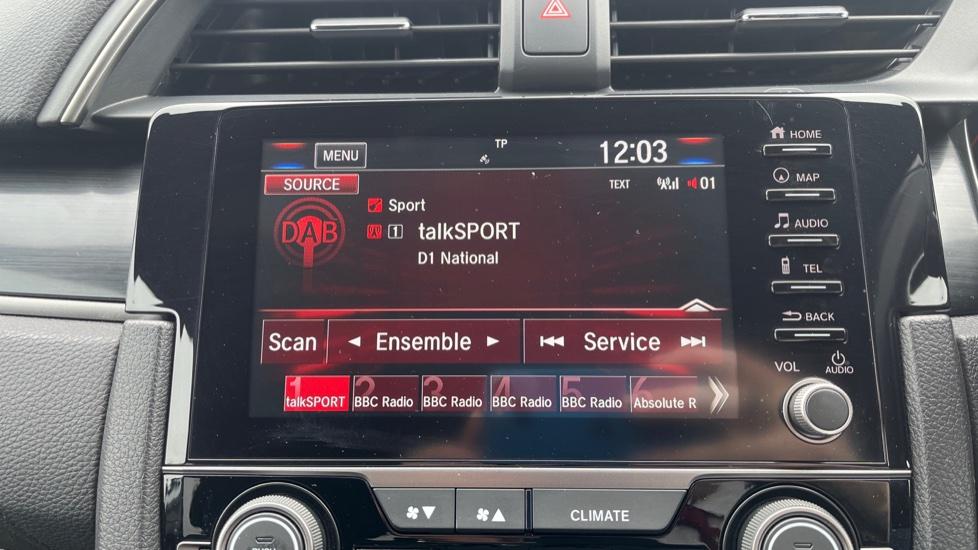 TP
MENU
12:03
SOURCE
TEXT
01
DAB
Sport
1
talkSPORT
D1 National
Scan
Ensemble
Service
1 talkSPORT
2 BBC Radio
3 BBC Radio
4 BBC Radio
5 BBC Radio
6 Absolute R
HOME
MAP
AUDIO
TEL
BACK
VOL
AUDIO
CLIMATE